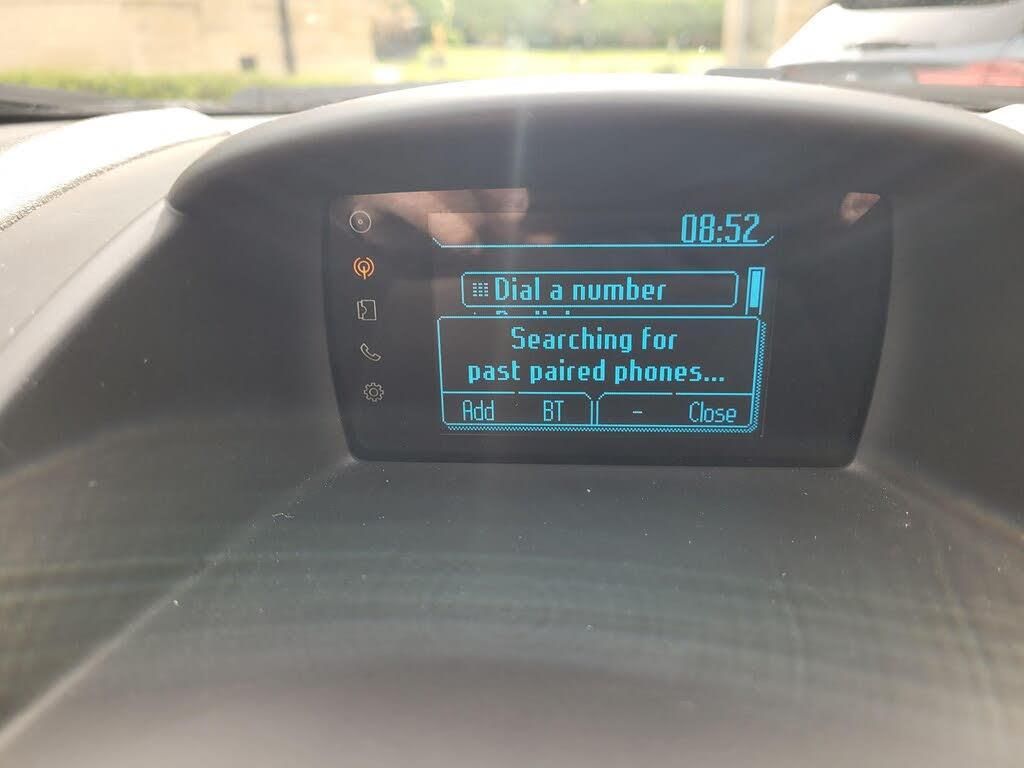 08:52
Dial a number
Searching for
past paired phones...
Add BT - Close